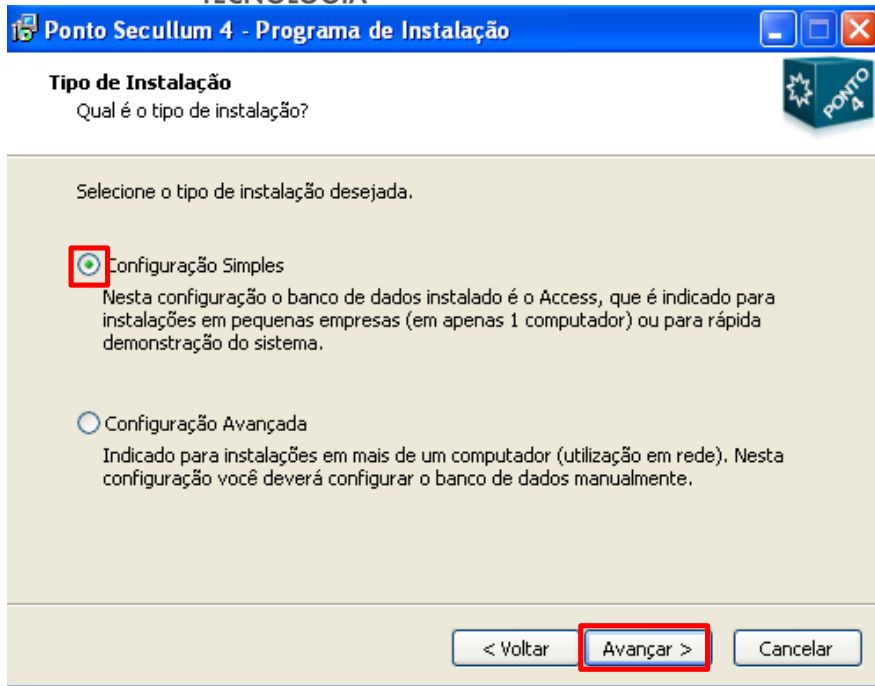 TECNOLOGIA
Ponto Secullum 4 - Programa de Instalação
Tipo de Instalação
Qual é o tipo de instalação?
PONTO
4
Selecione o tipo de instalação desejada.
Configuração Simples
Nesta configuração o banco de dados instalado é o Access, que é indicado para
instalações em pequenas empresas (em apenas 1 computador) ou para rápida
demonstração do sistema.
Configuração Avançada
Indicado para instalações em mais de um computador (utilização em rede). Nesta
configuração você deverá configurar o banco de dados manualmente.
< Voltar
Avançar >
Cancelar